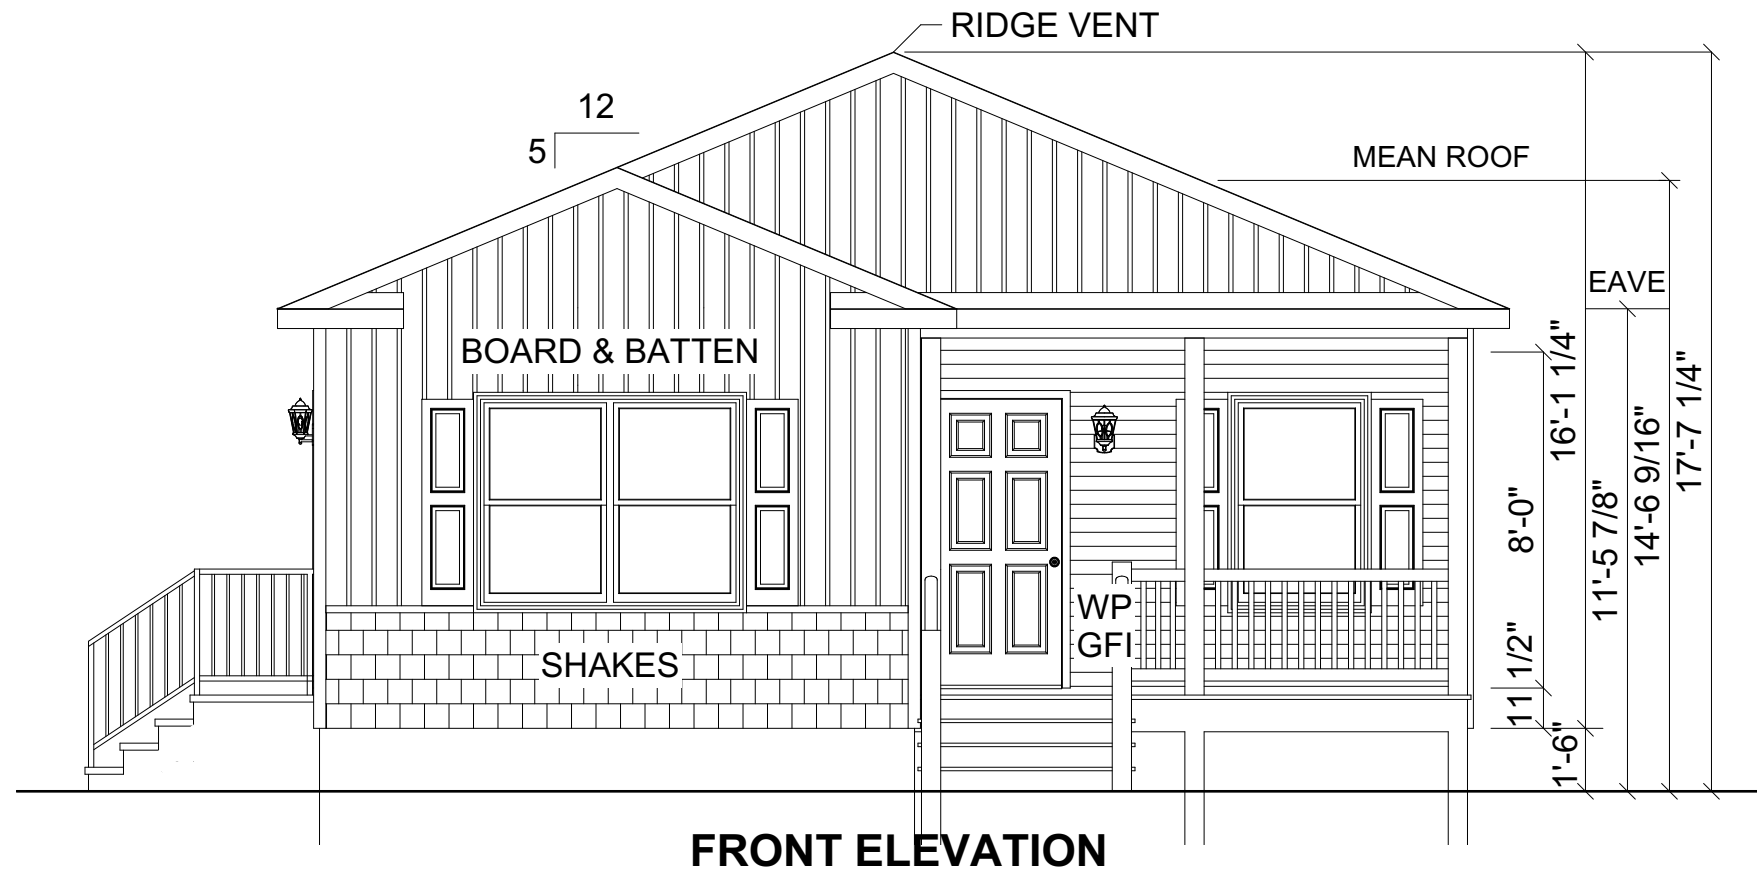 RIDGE VENT
12
5
MEAN ROOF
EAVE
BOARD & BATTEN
16'-1 1/4"
17'-7 1/4"
14'-6 9/16"
11'-5 7/8"
8'-0"
WP
GFI
SHAKES
11 1/2"
1'-6"
FRONT ELEVATION